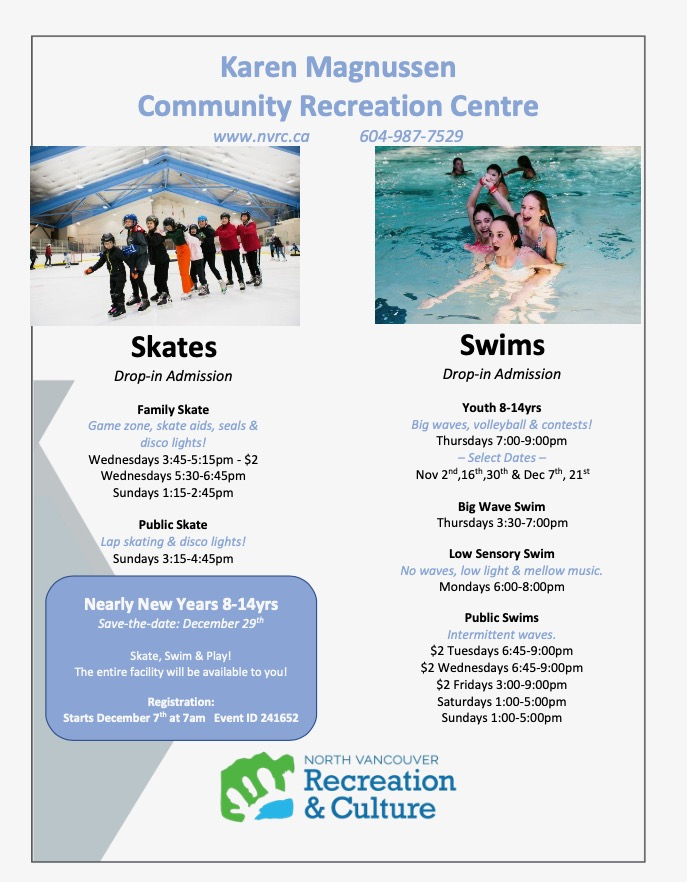 Karen Magnussen
Community Recreation Centre
www.nvrc.ca 604-987-7529
Skates
Drop-in Admission
Family Skate
Game zone, skate aids, seals &
disco lights!
Wednesdays 3:45-5:15pm - $2
Wednesdays 5:30-6:45pm
Sundays 1:15-2:45pm
Public Skate
Lap skating & disco lights!
Sundays 3:15-4:45pm
Nearly New Years 8-14yrs
Save-the-date: December 29th
Skate, Swim & Play!
The entire facility will be available to you!
Registration:
Starts December 7th at 7am Event ID 241652
Swims
Drop-in Admission
Youth 8-14yrs
Big waves, volleyball & contests!
Thursdays 7:00-9:00pm
– Select Dates –
Nov 2nd,16th,30th & Dec 7th, 21st
Big Wave Swim
Thursdays 3:30-7:00pm
Low Sensory Swim
No waves, low light & mellow music.
Mondays 6:00-8:00pm
Public Swims
Intermittent waves.
$2 Tuesdays 6:45-9:00pm
$2 Wednesdays 6:45-9:00pm
$2 Fridays 3:00-9:00pm
Saturdays 1:00-5:00pm
Sundays 1:00-5:00pm
NORTH VANCOUVER
Recreation
& Culture